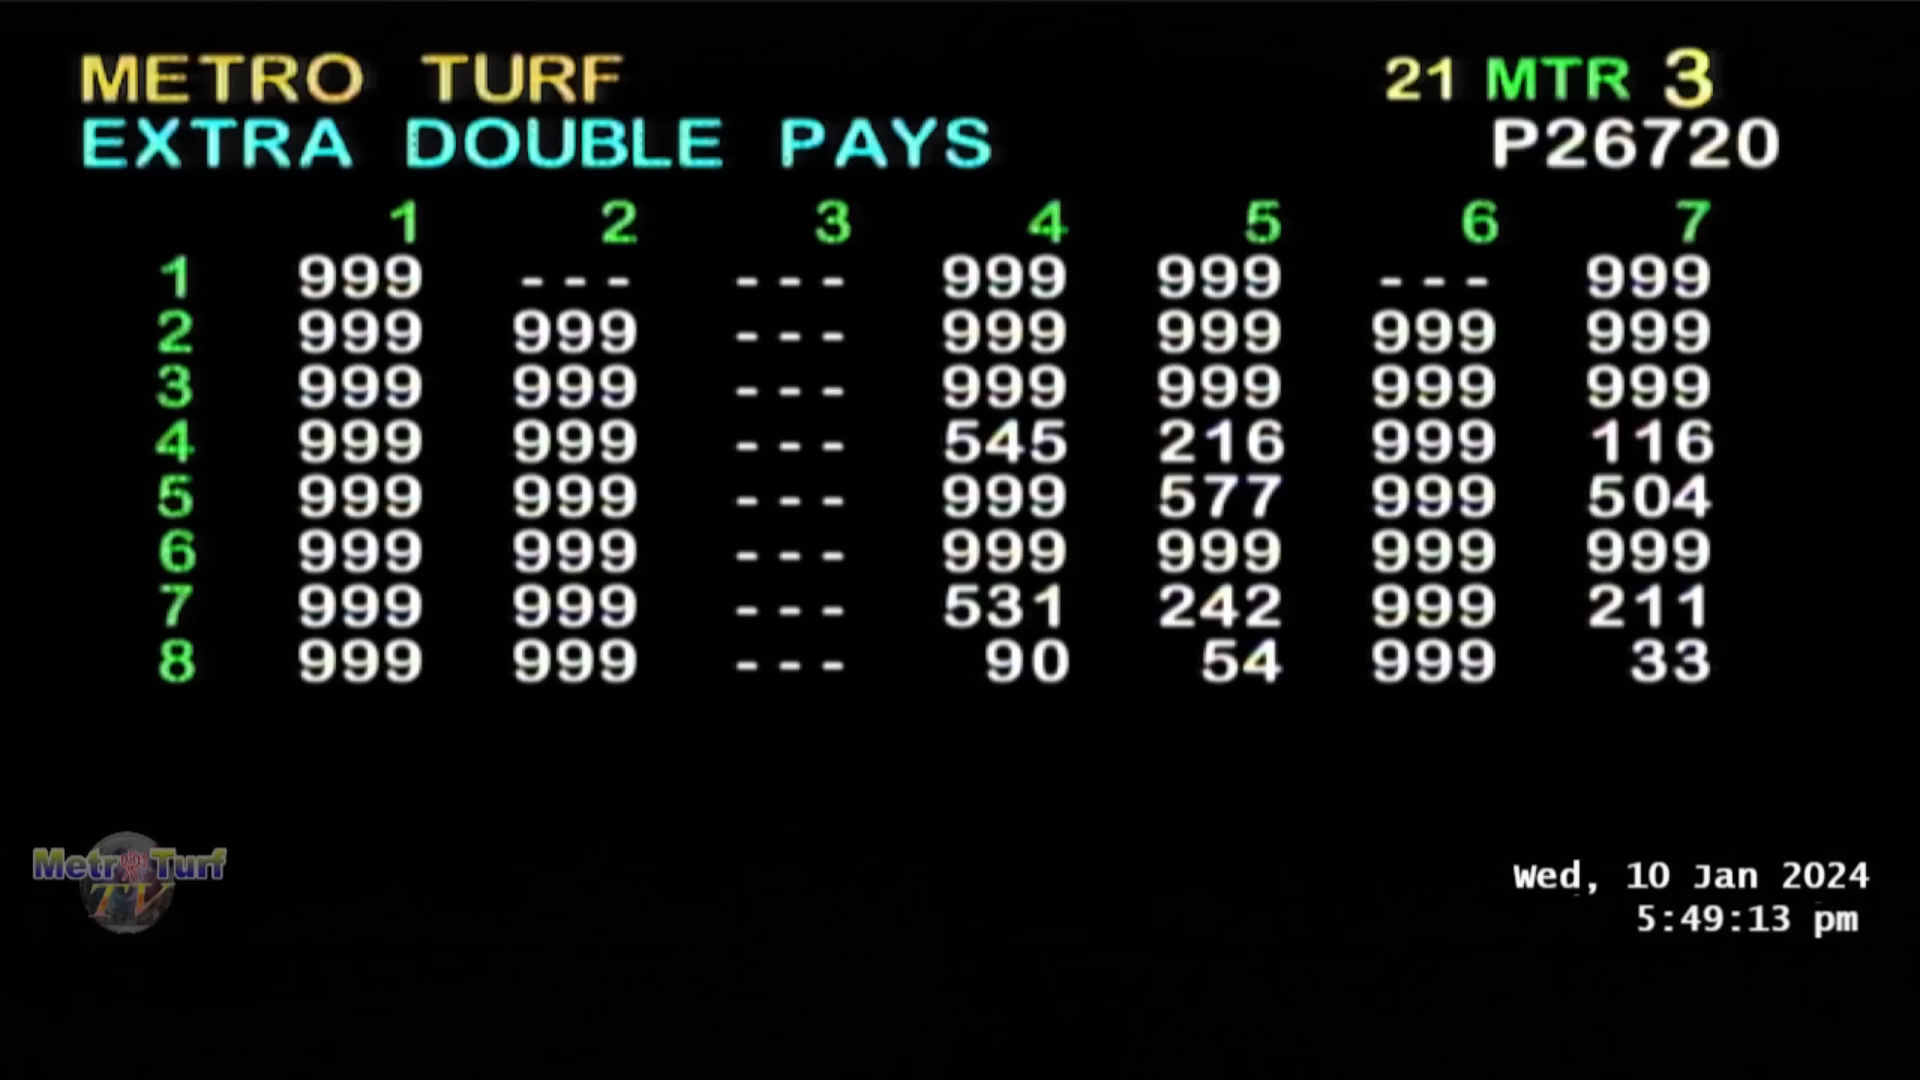 METRO TURF 21 MTR 3
EXTRA DOUBLE PAYS P26720
1 2 3 4 5 6 7
1 999 --- --- 999 999 --- 999
2 999 999 --- 999 999 999 999
3 999 999 --- 999 999 999 999
4 999 999 --- 545 216 999 116
5 999 999 --- 999 577 999 504
6 999 999 --- 999 999 999 999
7 999 999 --- 531 242 999 211
8 999 999 --- 90 54 999 33
Metro Turf
TV
Wed, 10 Jan 2024
5:49:13 pm